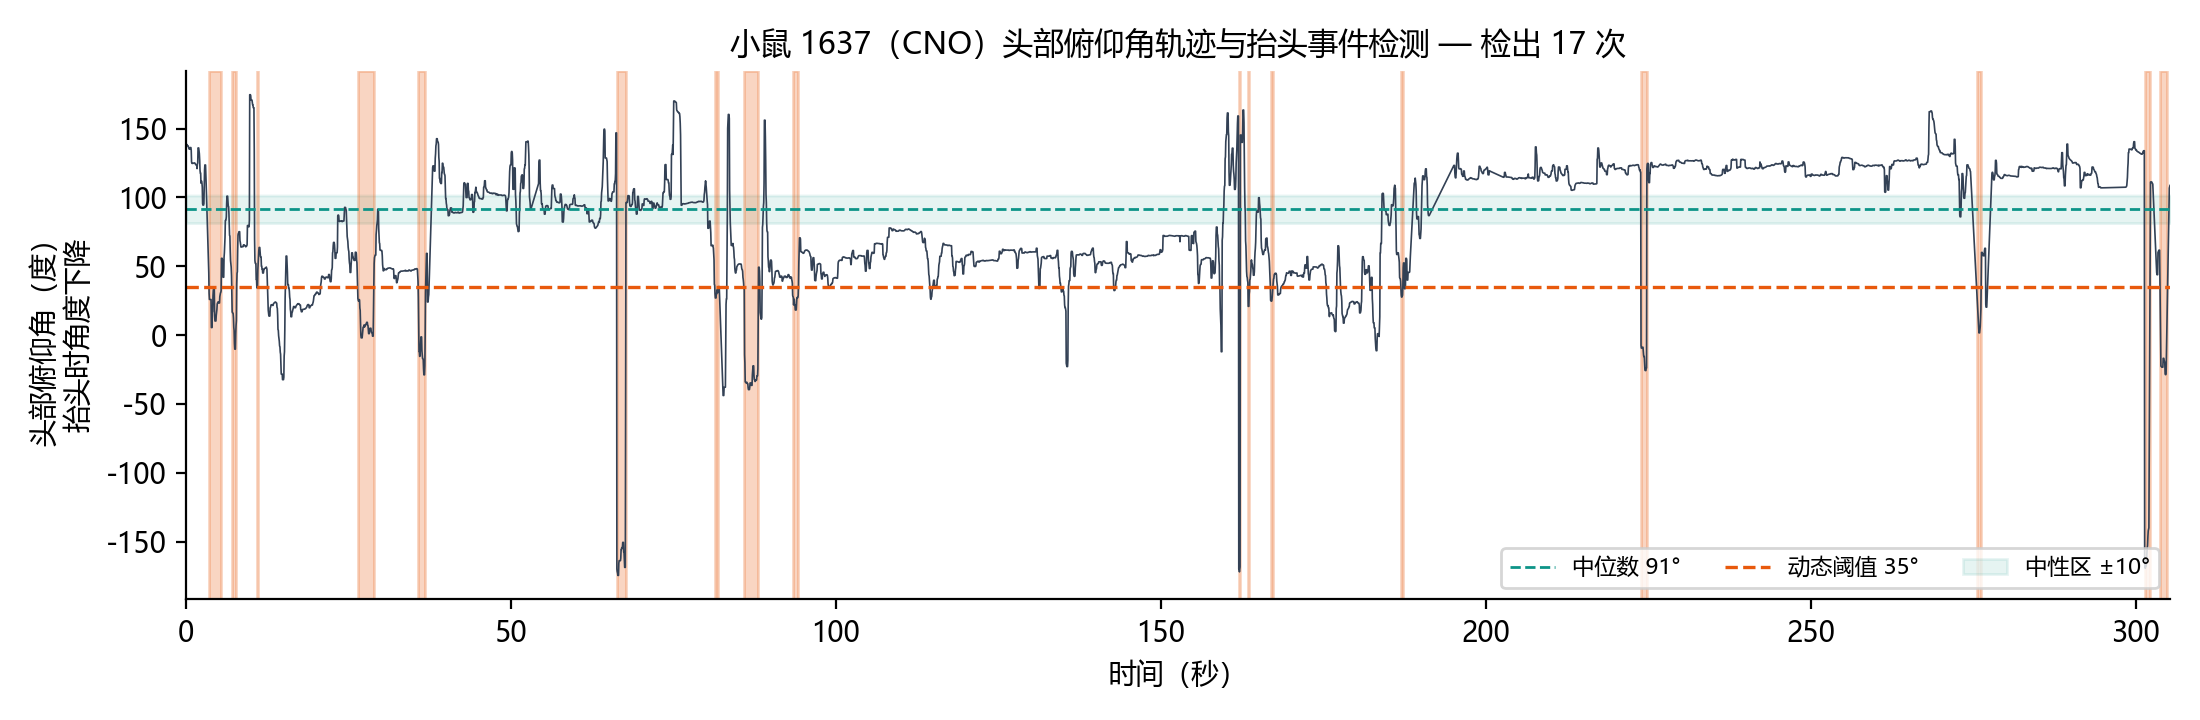 小鼠 1637（CNO）头部俯仰角轨迹与抬头事件检测 — 检出 17 次
头部俯仰角（度）
抬头时角度下降
150
100
50
0
-50
-100
-150
中位数 91°
动态阈值 35°
中性区 ±10°
0
50
100
150
200
250
300
时间（秒）